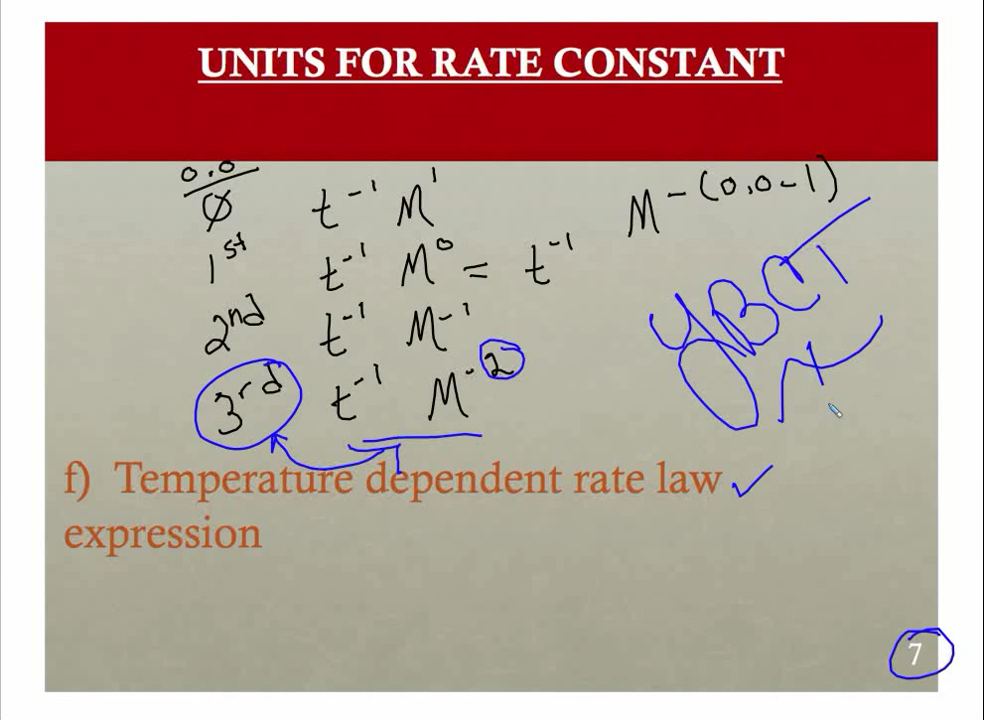 UNITS FOR RATE CONSTANT
0.0
Ø t⁻¹ M¹ M⁻⁽⁰·⁰⁻¹⁾
1ˢᵗ t⁻¹ M⁰ = t⁻¹
2ⁿᵈ t⁻¹ M⁻¹
3ʳᵈ t⁻¹ M⁻²
f) Temperature dependent rate law
expression
7